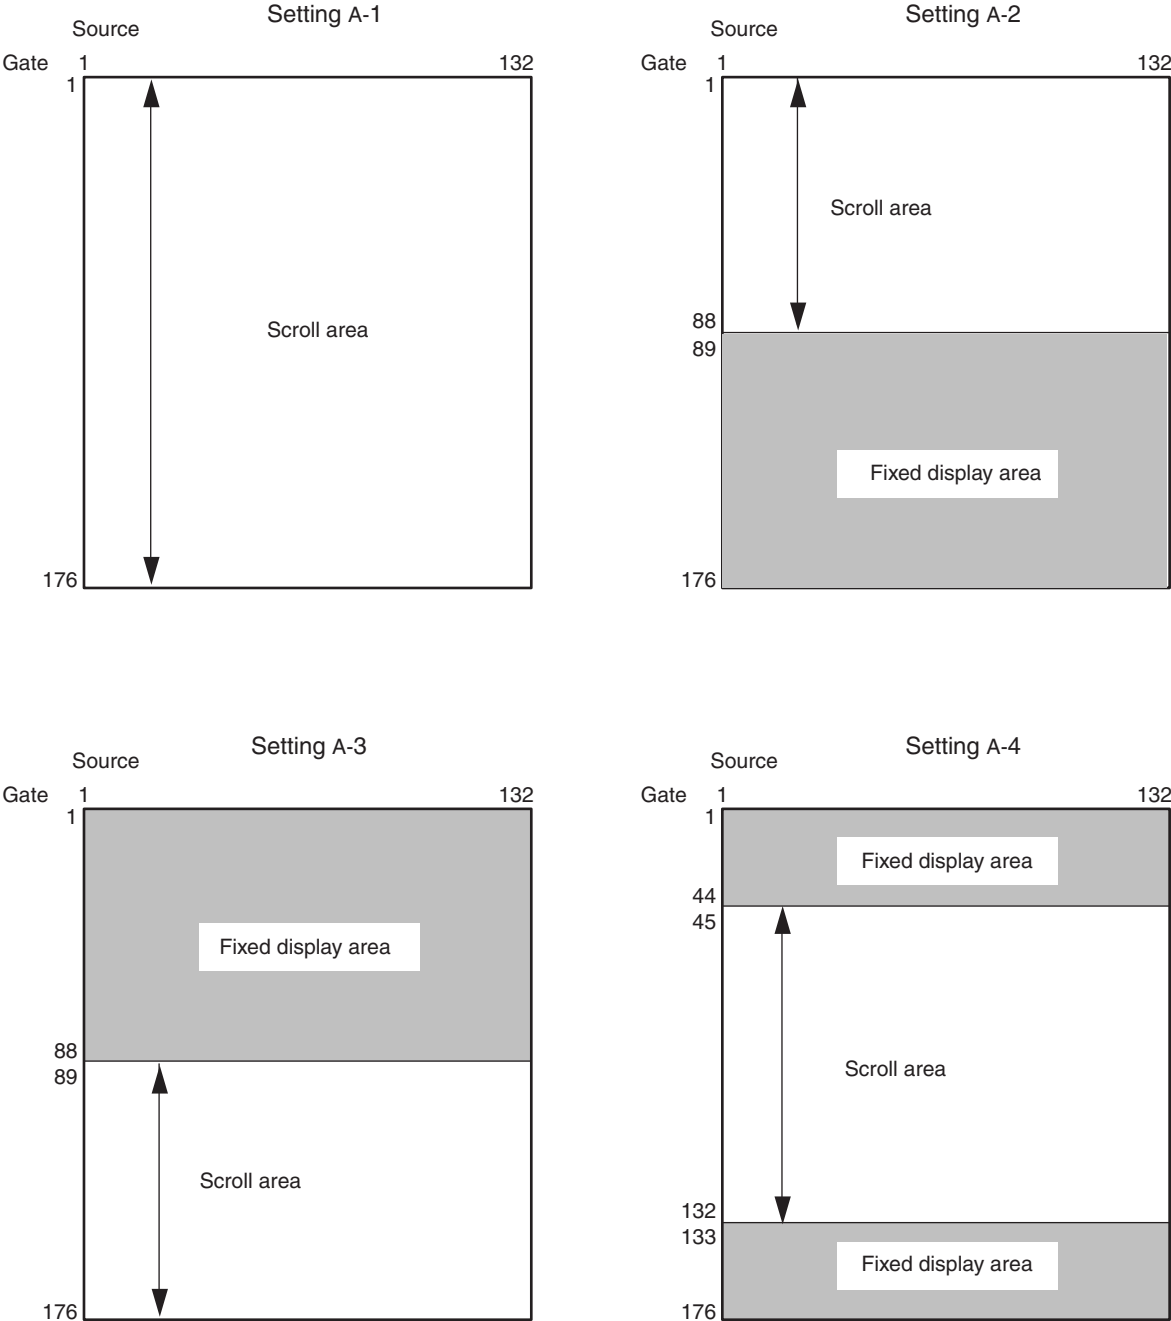 Setting A-1
Source
Gate 1 132
1
Scroll area
176
Setting A-2
Source
Gate 1 132
1
Scroll area
88
89
Fixed display area
176
Setting A-3
Source
Gate 1 132
1
Fixed display area
88
89
Scroll area
176
Setting A-4
Source
Gate 1 132
1
Fixed display area
44
45
Scroll area
132
133
Fixed display area
176